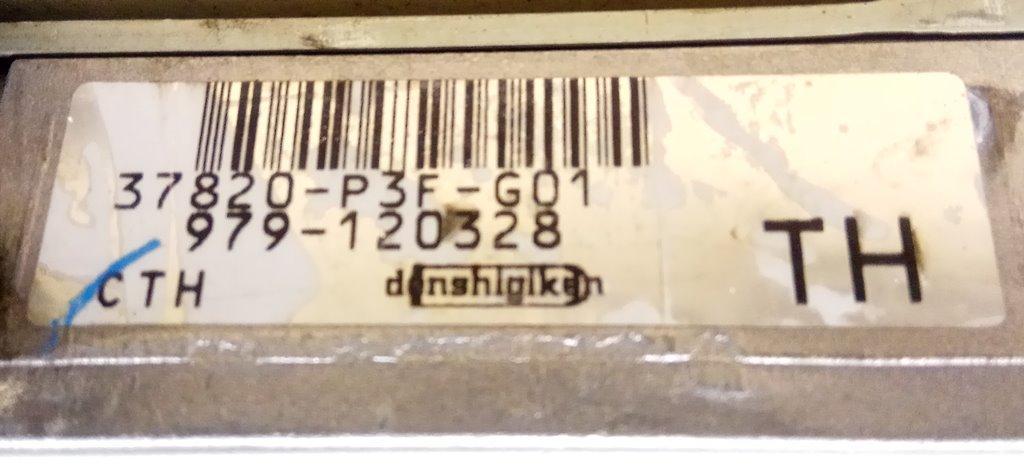 37820-P3F-G01
979-120328
CTH
denshigiken
TH